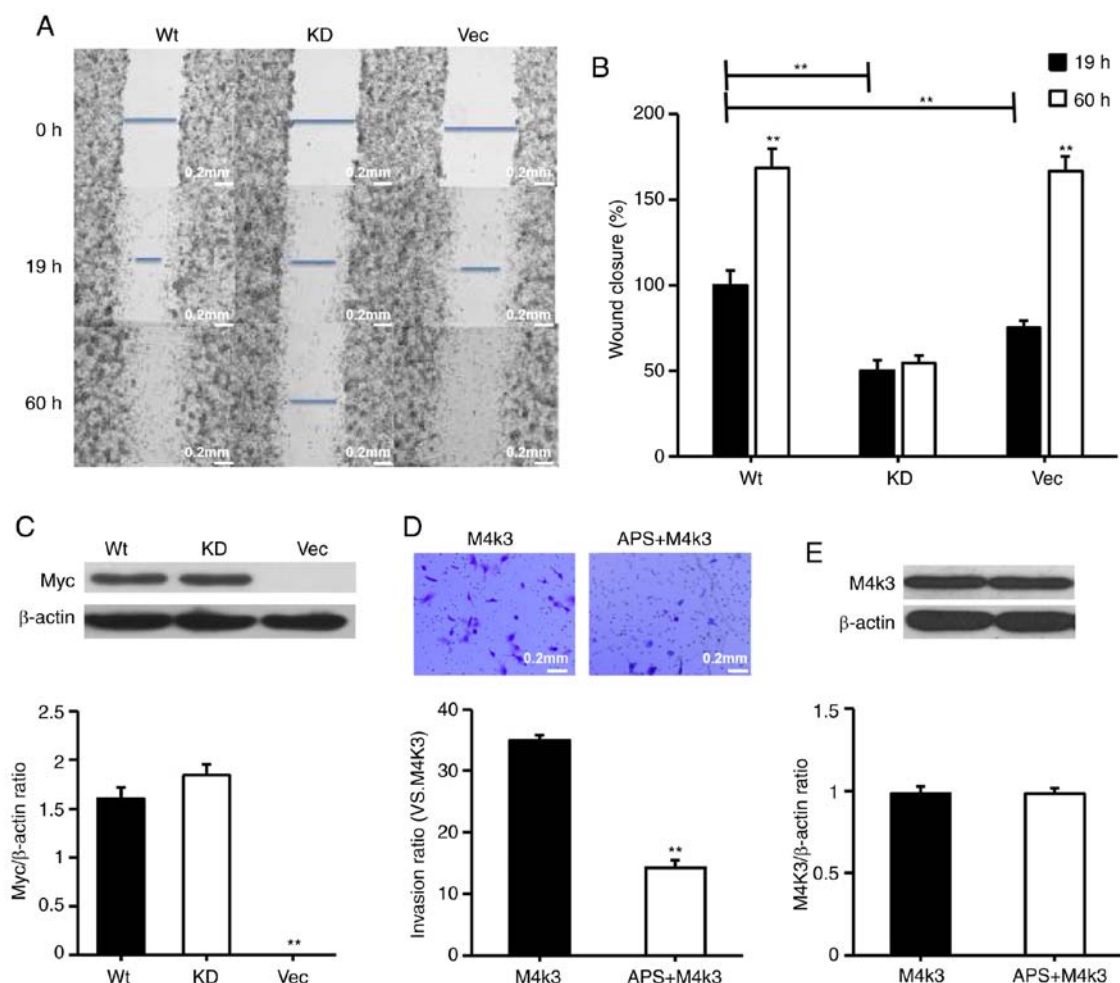 A
Wt KD Vec
0 h
0.2mm 0.2mm 0.2mm
19 h
0.2mm 0.2mm 0.2mm
60 h
0.2mm 0.2mm 0.2mm
B
19 h
60 h
**
**
** **
Wound closure (%)
200
150
100
50
0
Wt KD Vec
C
Wt KD Vec
Myc
β-actin
Myc/β-actin ratio
2.5
2
1.5
1
0.5
0
**
Wt KD Vec
D
M4k3 APS+M4k3
0.2mm 0.2mm
Invasion ratio (VS.M4K3)
40
30
20
10
0
**
M4k3 APS+M4k3
E
M4k3
β-actin
M4K3/β-actin ratio
1.5
1
0.5
0
M4k3 APS+M4k3